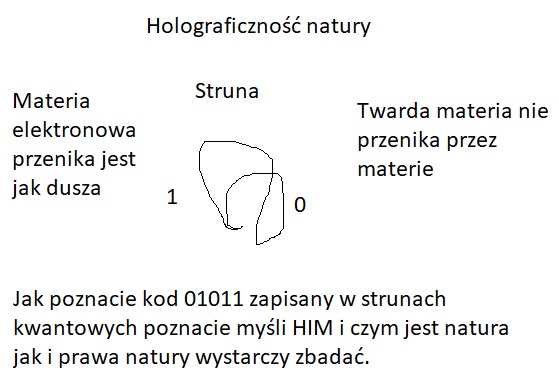 Holograficzność natury
Materia
elektronowa
przenika jest
jak dusza
Struna
Twarda materia nie
przenika przez
materie
1
0
Jak poznacie kod 01011 zapisany w strunach
kwantowych poznacie myśli HIM i czym jest natura
jak i prawa natury wystarczy zbadać.